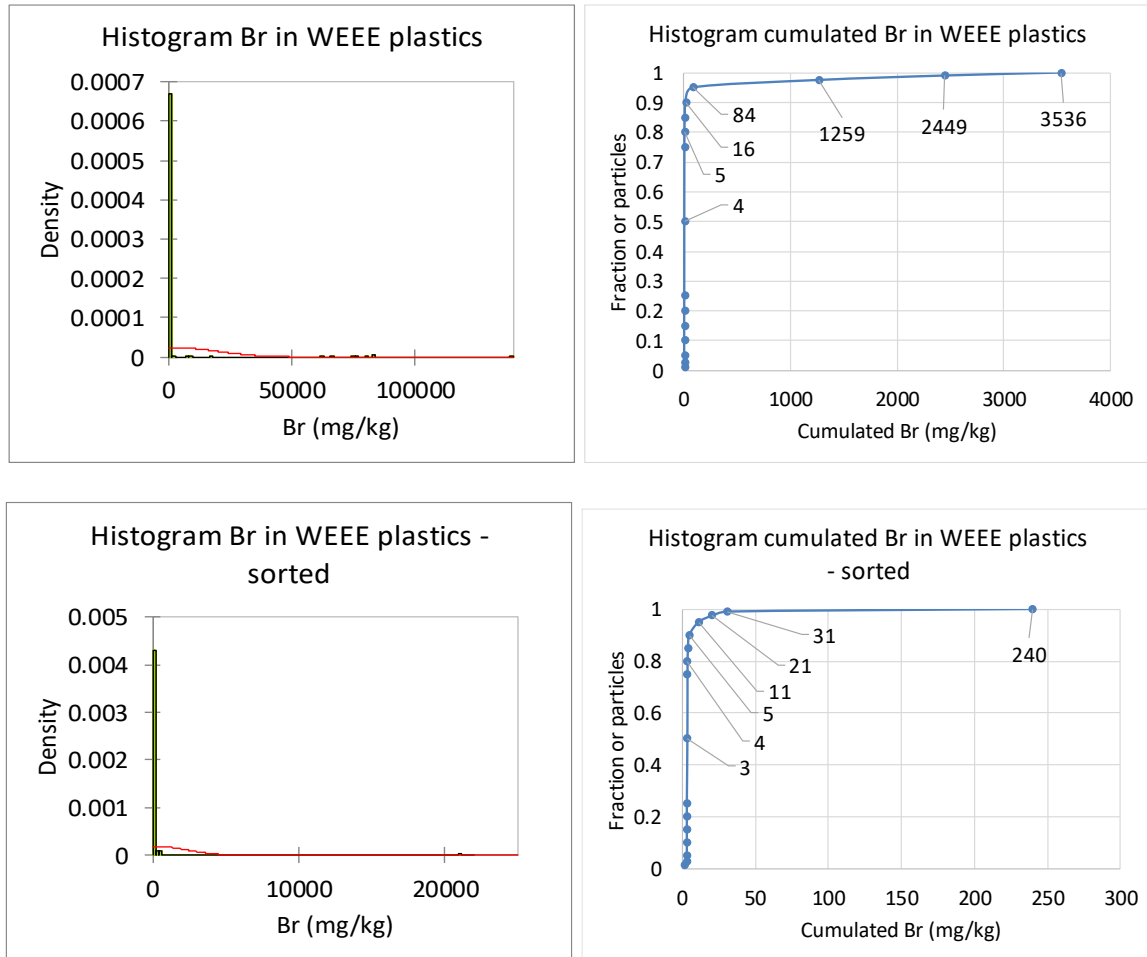 Histogram Br in WEEE plastics
0.0007
0.0006
0.0005
0.0004
0.0003
0.0002
0.0001
0
Density
0 50000 100000
Br (mg/kg)
Histogram cumulated Br in WEEE plastics
1
0.9
0.8
0.7
0.6
0.5
0.4
0.3
0.2
0.1
0
Fraction or particles
84
16
5
4
1259
2449
3536
0 1000 2000 3000 4000
Cumulated Br (mg/kg)
Histogram Br in WEEE plastics -
sorted
0.005
0.004
0.003
0.002
0.001
0
Density
0 10000 20000
Br (mg/kg)
Histogram cumulated Br in WEEE plastics
- sorted
1
0.8
0.6
0.4
0.2
0
Fraction or particles
31
21
11
5
4
3
240
0 50 100 150 200 250 300
Cumulated Br (mg/kg)